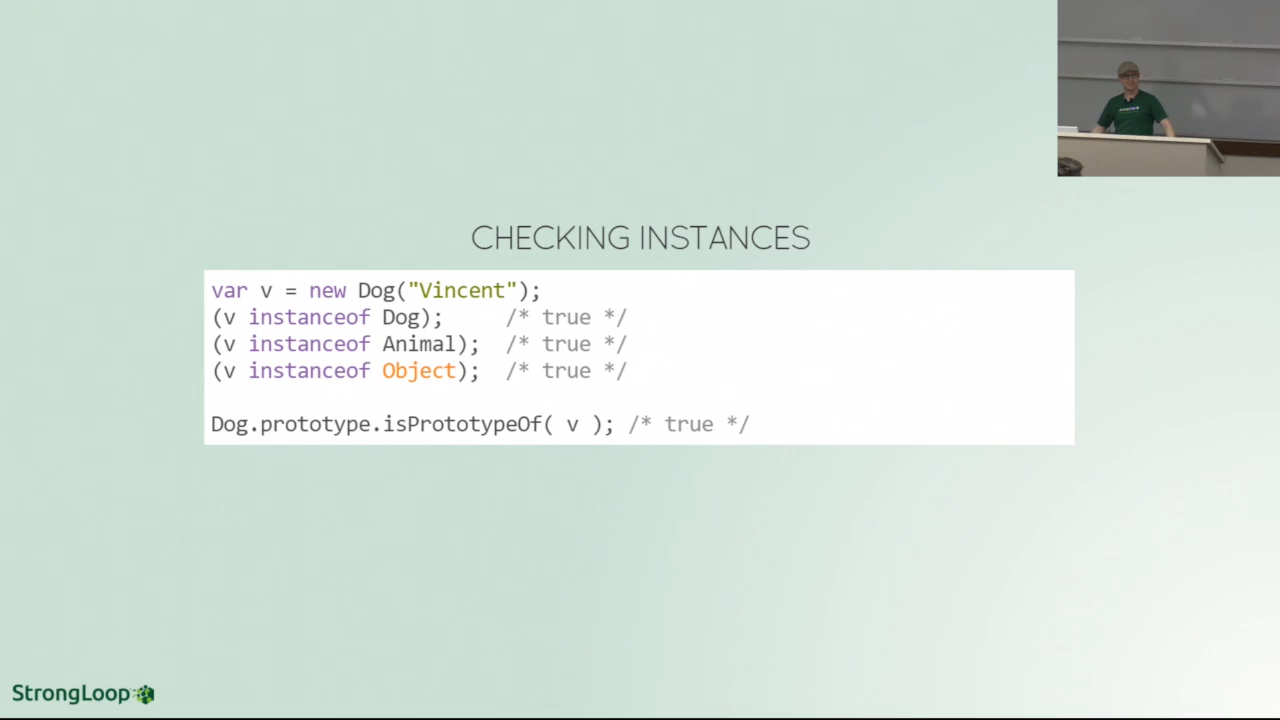 CHECKING INSTANCES
var v = new Dog("Vincent");
(v instanceof Dog);     /* true */
(v instanceof Animal);  /* true */
(v instanceof Object);  /* true */
Dog.prototype.isPrototypeOf( v ); /* true */
StrongLoop